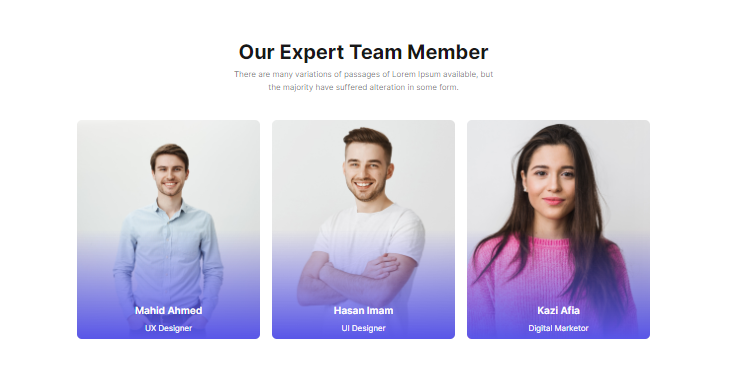 Our Expert Team Member
There are many variations of passages of Lorem Ipsum available, but
the majority have suffered alteration in some form.
Mahid Ahmed
UX Designer
Hasan Imam
UI Designer
Kazi Afia
Digital Marketor